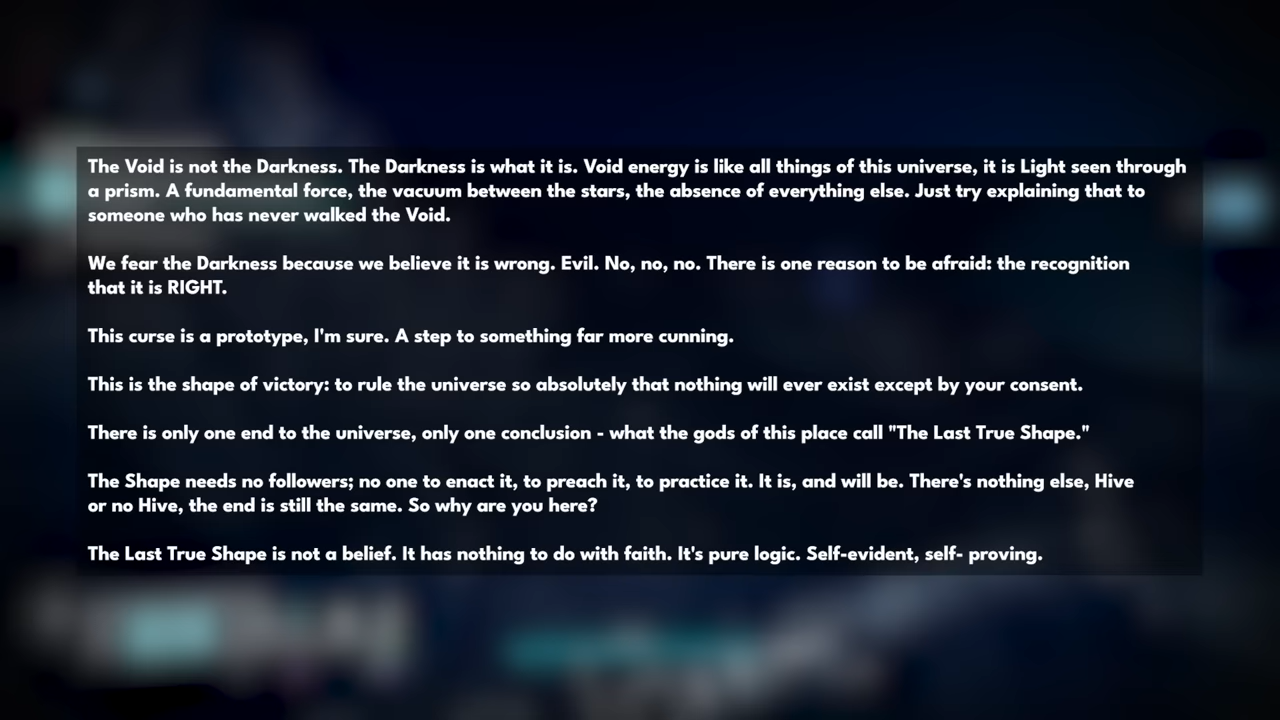 The Void is not the Darkness. The Darkness is what it is. Void energy is like all things of this universe, it is Light seen through
a prism. A fundamental force, the vacuum between the stars, the absence of everything else. Just try explaining that to
someone who has never walked the Void.
We fear the Darkness because we believe it is wrong. Evil. No, no, no. There is one reason to be afraid: the recognition
that it is RIGHT.
This curse is a prototype, I'm sure. A step to something far more cunning.
This is the shape of victory: to rule the universe so absolutely that nothing will ever exist except by your consent.
There is only one end to the universe, only one conclusion - what the gods of this place call "The Last True Shape."
The Shape needs no followers; no one to enact it, to preach it, to practice it. It is, and will be. There's nothing else, Hive
or no Hive, the end is still the same. So why are you here?
The Last True Shape is not a belief. It has nothing to do with faith. It's pure logic. Self-evident, self- proving.